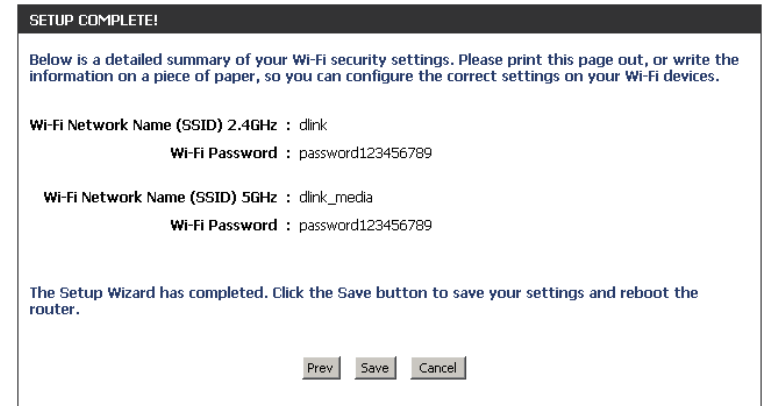 SETUP COMPLETE!
Below is a detailed summary of your Wi-Fi security settings. Please print this page out, or write the
information on a piece of paper, so you can configure the correct settings on your Wi-Fi devices.
Wi-Fi Network Name (SSID) 2.4GHz : dlink
Wi-Fi Password : password123456789
Wi-Fi Network Name (SSID) 5GHz : dlink_media
Wi-Fi Password : password123456789
The Setup Wizard has completed. Click the Save button to save your settings and reboot the
router.
Prev Save Cancel